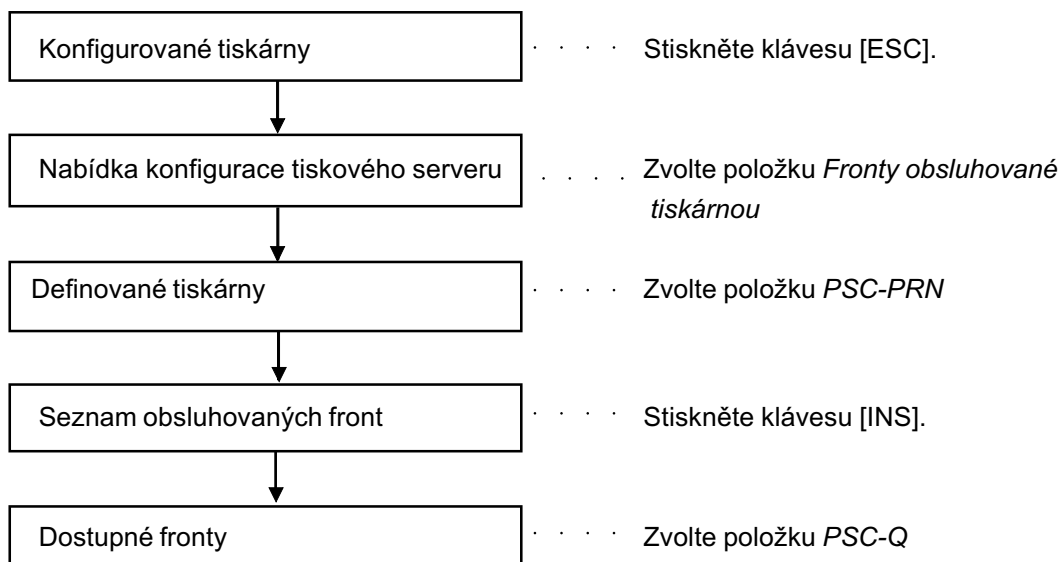 Konfigurované tiskárny · · · · Stiskněte klávesu [ESC].
Nabídka konfigurace tiskového serveru . . . . Zvolte položku Fronty obsluhované
tiskárnou
Definované tiskárny · · · · Zvolte položku PSC-PRN
Seznam obsluhovaných front · · · · Stiskněte klávesu [INS].
Dostupné fronty · · · · Zvolte položku PSC-Q